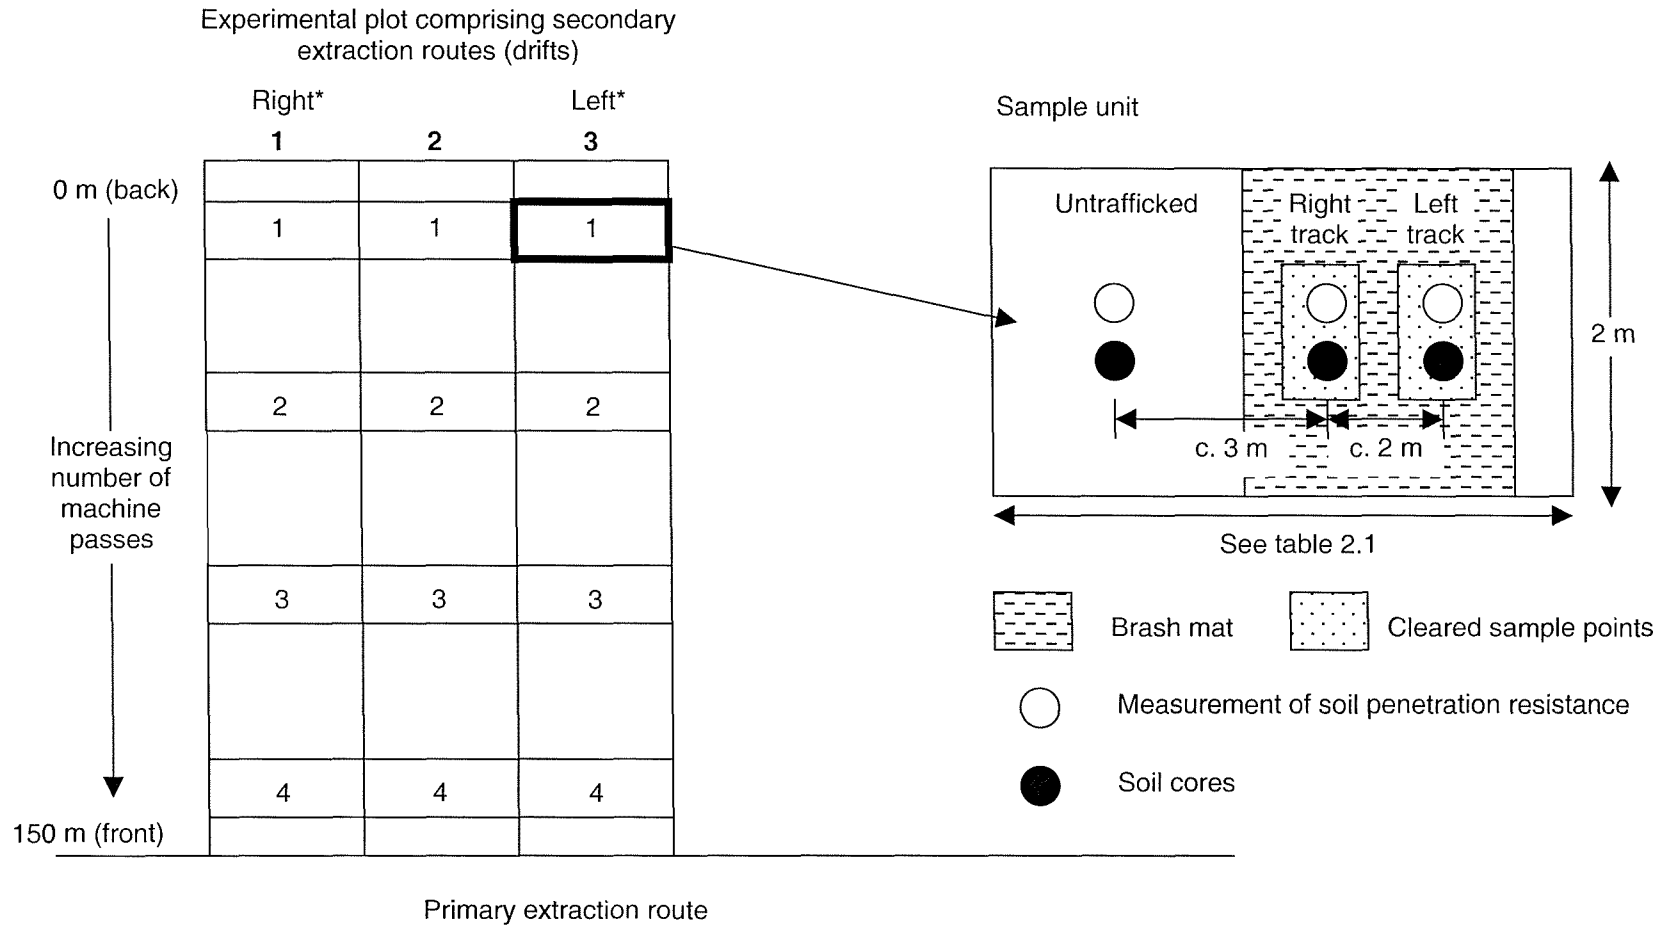 Experimental plot comprising secondary
extraction routes (drifts)
Right*
Left*
1
2
3
0 m (back)
1
1
1
2
2
2
Increasing
number of
machine
passes
3
3
3
4
4
4
150 m (front)
Primary extraction route
Sample unit
Untrafficked
Right
track
Left
track
2 m
c. 3 m
c. 2 m
See table 2.1
Brash mat
Cleared sample points
Measurement of soil penetration resistance
Soil cores